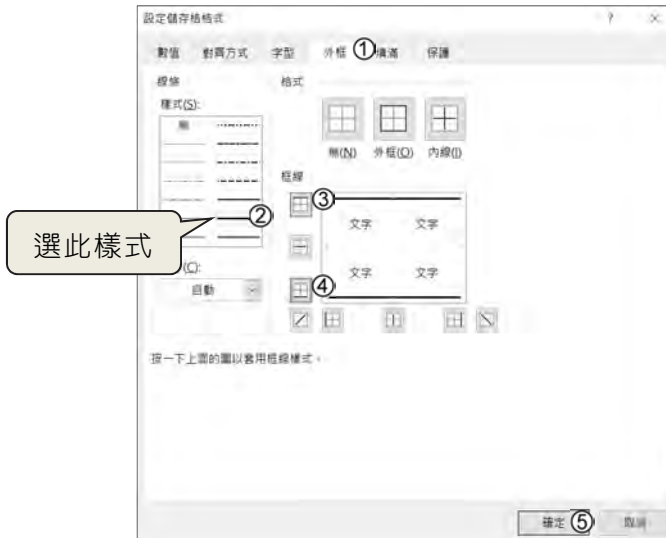 設定儲存格格式 ? ×
數值 對齊方式 字型 外框 ① 填滿 保護
線條
樣式(S):
無
②
選此樣式
(C):
自動
格式
無(N) 外框(O) 內線(I)
框線
③
文字 文字
文字 文字
④
按一下上面的圖以套用框線樣式。
確定 ⑤ 取消